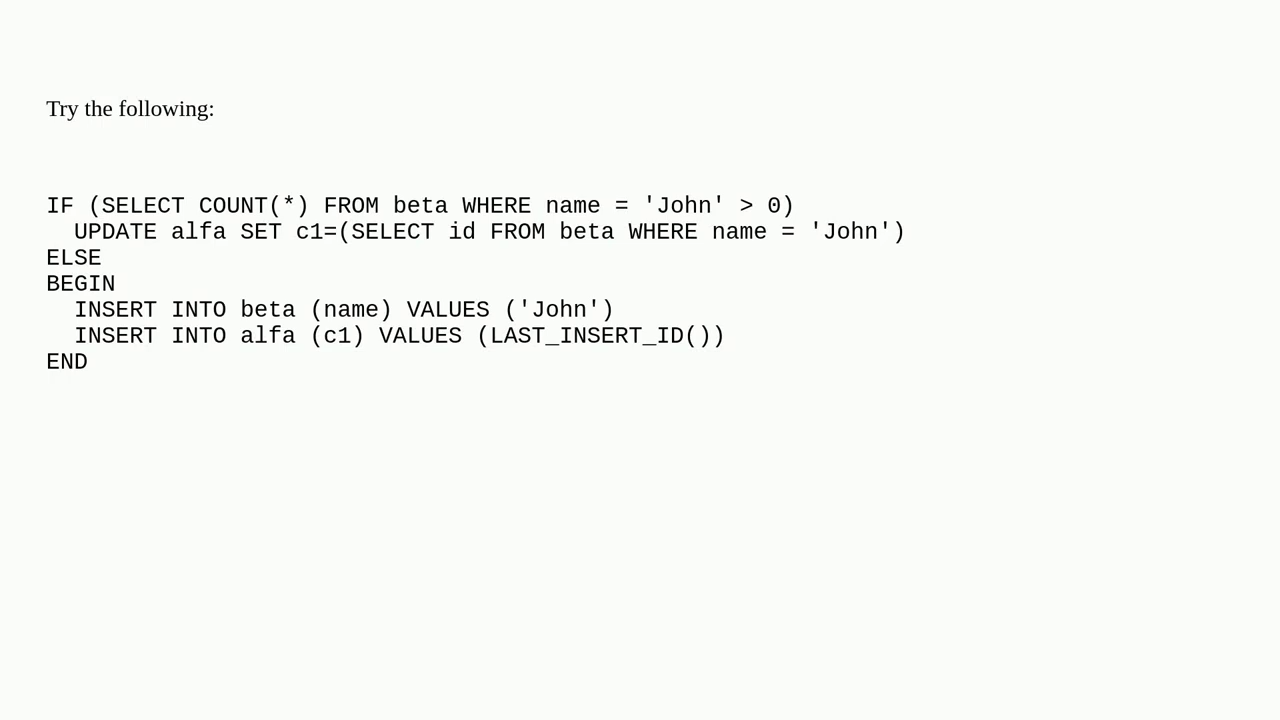 Try the following:
IF (SELECT COUNT(*) FROM beta WHERE name = 'John' > 0)
  UPDATE alfa SET c1=(SELECT id FROM beta WHERE name = 'John')
ELSE
BEGIN
  INSERT INTO beta (name) VALUES ('John')
  INSERT INTO alfa (c1) VALUES (LAST_INSERT_ID())
END